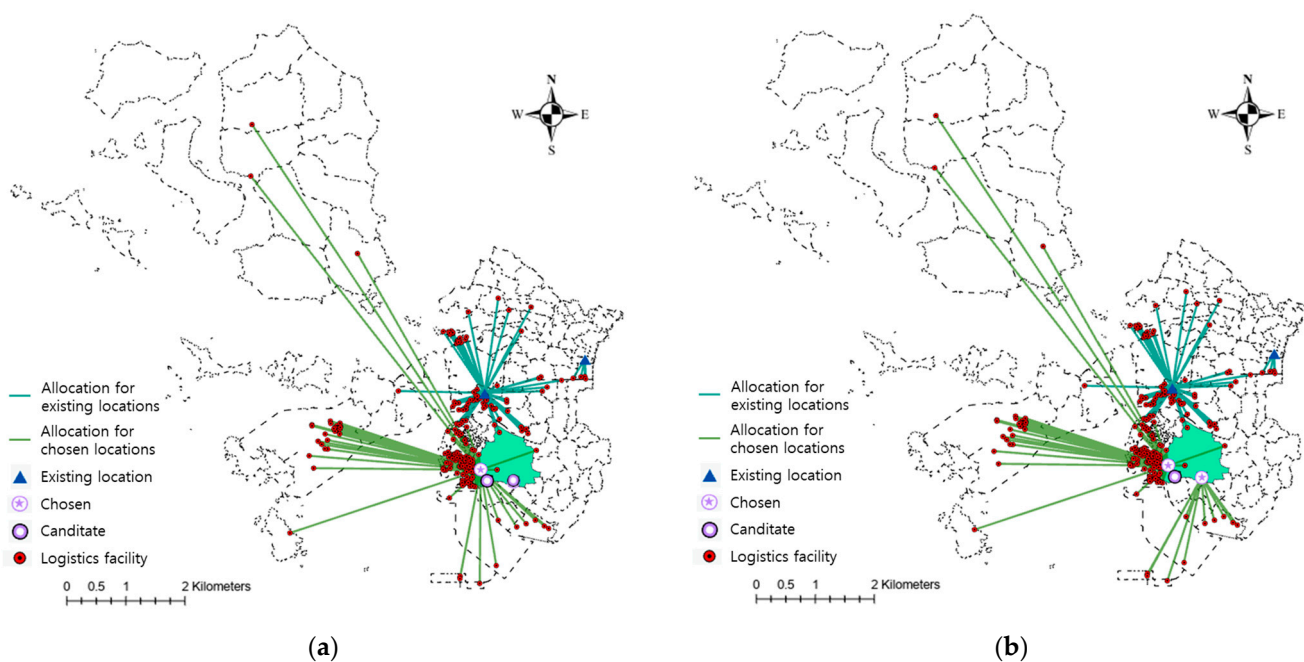 N
W E
S
Allocation for
existing locations
Allocation for
chosen locations
Existing location
Chosen
Canditate
Logistics facility
0 0.5 1 2 Kilometers
(a)
N
W E
S
Allocation for
existing locations
Allocation for
chosen locations
Existing location
Chosen
Canditate
Logistics facility
0 0.5 1 2 Kilometers
(b)